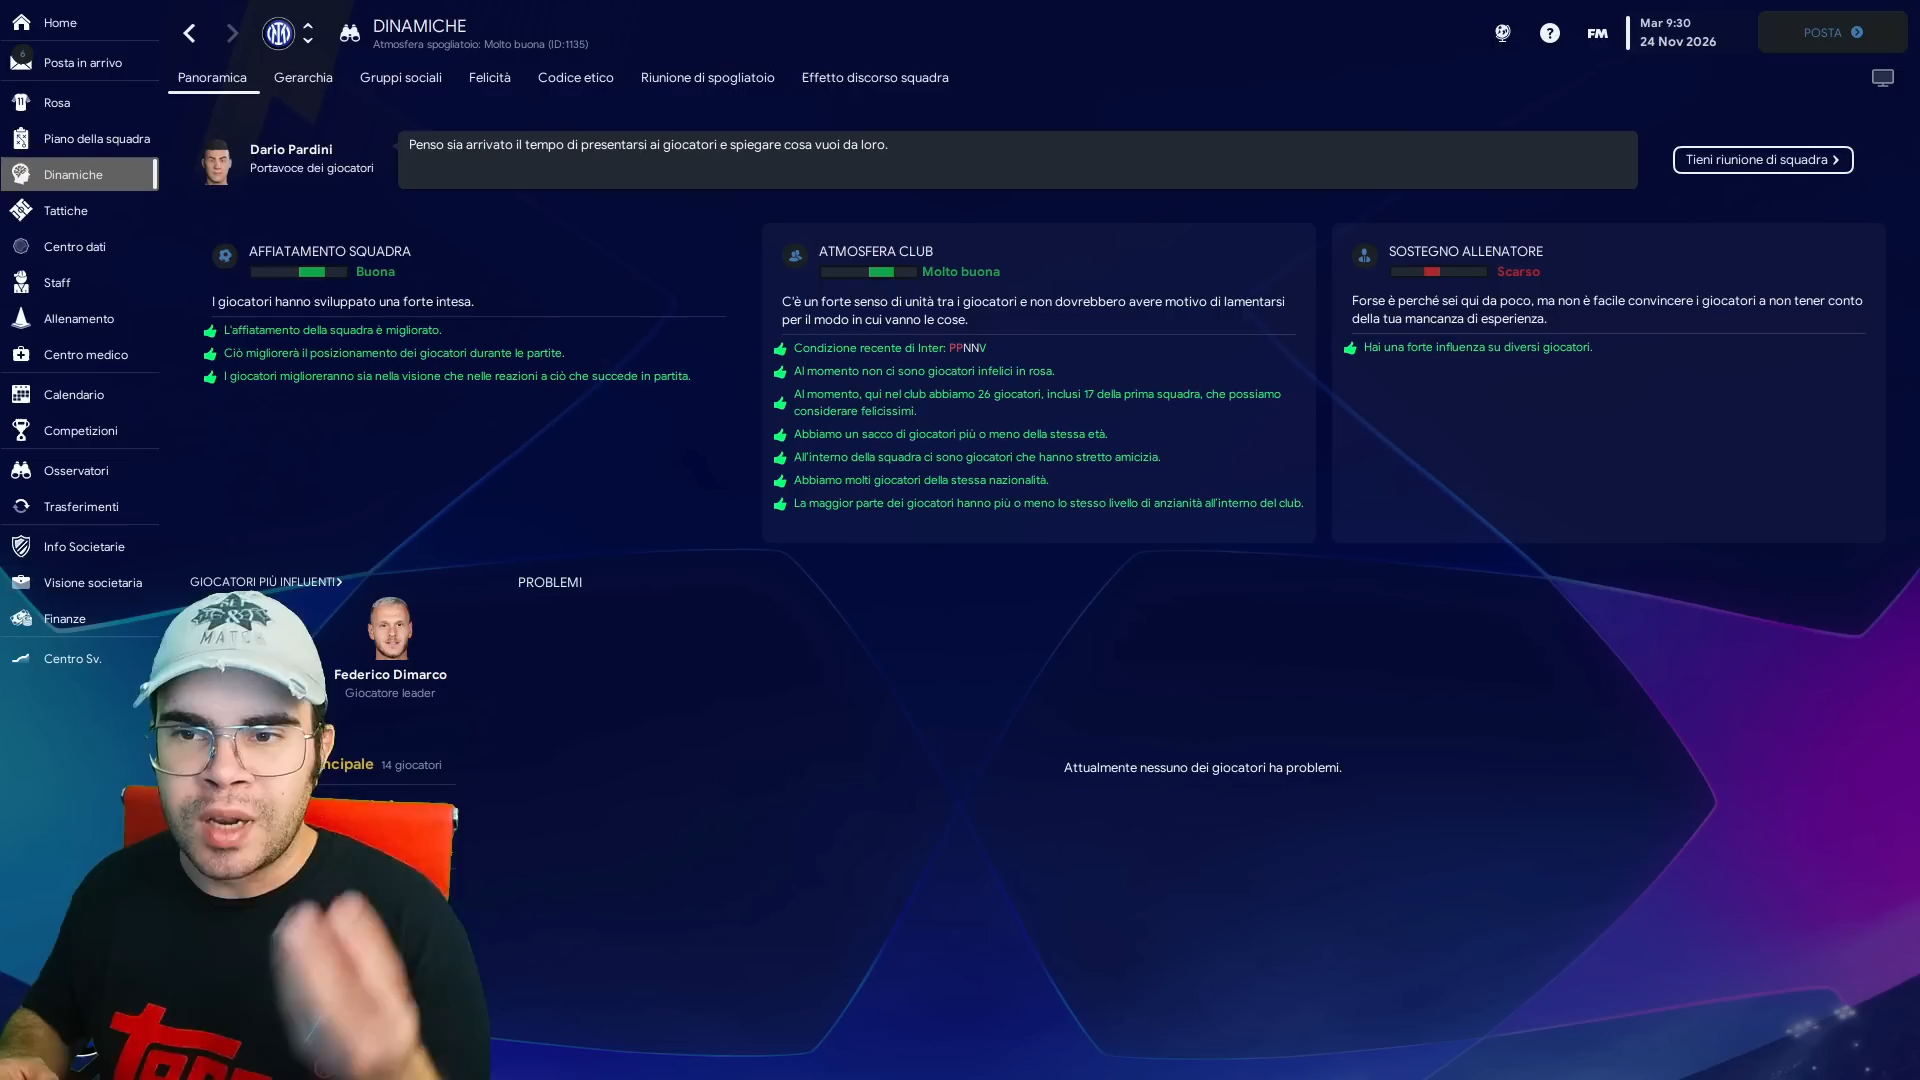 Home
6
Posta in arrivo
Rosa
Piano della squadra
Dinamiche
Tattiche
Centro dati
Staff
Allenamento
Centro medico
Calendario
Competizioni
Osservatori
Trasferimenti
Info Societarie
Visione societaria
Finanze
Centro Sv.
DINAMICHE
Atmosfera spogliatoio: Molto buona (ID:1135)
?
FM
Mar 9:30
24 Nov 2026
POSTA
Panoramica
Gerarchia
Gruppi sociali
Felicità
Codice etico
Riunione di spogliatoio
Effetto discorso squadra
Dario Pardini
Portavoce dei giocatori
Penso sia arrivato il tempo di presentarsi ai giocatori e spiegare cosa vuoi da loro.
Tieni riunione di squadra
AFFIATAMENTO SQUADRA
Buona
I giocatori hanno sviluppato una forte intesa.
L'affiatamento della squadra è migliorato.
Ciò migliorerà il posizionamento dei giocatori durante le partite.
I giocatori miglioreranno sia nella visione che nelle reazioni a ciò che succede in partita.
ATMOSFERA CLUB
Molto buona
C'è un forte senso di unità tra i giocatori e non dovrebbero avere motivo di lamentarsi
per il modo in cui vanno le cose.
Condizione recente di Inter: PPNNV
Al momento non ci sono giocatori infelici in rosa.
Al momento, qui nel club abbiamo 26 giocatori, inclusi 17 della prima squadra, che possiamo
considerare felicissimi.
Abbiamo un sacco di giocatori più o meno della stessa età.
All'interno della squadra ci sono giocatori che hanno stretto amicizia.
Abbiamo molti giocatori della stessa nazionalità.
La maggior parte dei giocatori hanno più o meno lo stesso livello di anzianità all'interno del club.
SOSTEGNO ALLENATORE
Scarso
Forse è perché sei qui da poco, ma non è facile convincere i giocatori a non tener conto
della tua mancanza di esperienza.
Hai una forte influenza su diversi giocatori.
GIOCATORI PIÙ INFLUENTI
Federico Dimarco
Giocatore leader
ncipale 14 giocatori
PROBLEMI
Attualmente nessuno dei giocatori ha problemi.
MATCH